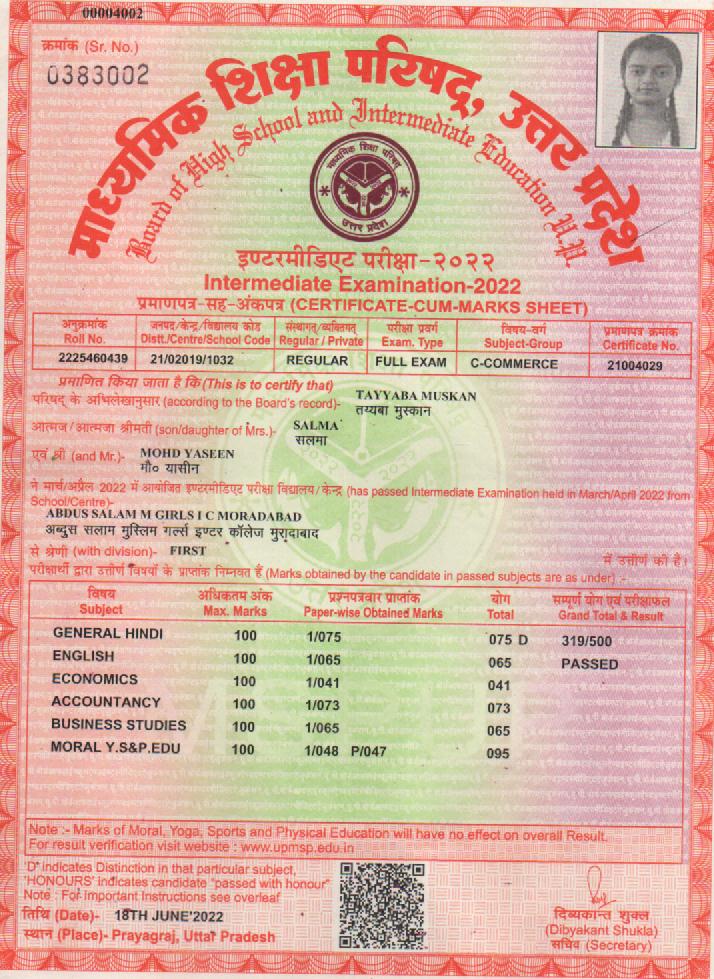 00004002
क्रमांक (Sr. No.)
0383002
माध्यमिक शिक्षा परिषद्, उत्तर प्रदेश
Board of High School and Intermediate Education U.P.
माध्यमिक शिक्षा परिषद्
उत्तर प्रदेश
इण्टरमीडिएट परीक्षा-२०२२
Intermediate Examination-2022
प्रमाणपत्र-सह-अंकपत्र (CERTIFICATE-CUM-MARKS SHEET)
अनुक्रमांक जनपद/केन्द्र/विद्यालय कोड संस्थागत/व्यक्तिगत परीक्षा प्रवर्ग विषय-वर्ग प्रमाणपत्र क्रमांक
Roll No. Distt./Centre/School Code Regular / Private Exam. Type Subject-Group Certificate No.
2225460439 21/02019/1032 REGULAR FULL EXAM C-COMMERCE 21004029
प्रमाणित किया जाता है कि (This is to certify that)
परिषद् के अभिलेखानुसार (according to the Board's record)- TAYYABA MUSKAN
तय्यबा मुस्कान
आत्मज/आत्मजा श्रीमती (son/daughter of Mrs.)- SALMA
सलमा
एवं श्री (and Mr.)- MOHD YASEEN
मौ० यासीन
ने मार्च/अप्रैल 2022 में आयोजित इण्टरमीडिएट परीक्षा विद्यालय/केन्द्र (has passed Intermediate Examination held in March/April 2022 from
School/Centre)-
ABDUS SALAM M GIRLS I C MORADABAD
अब्दुस सलाम मुस्लिम गर्ल्स इण्टर कॉलेज मुरादाबाद
से श्रेणी (with division)- FIRST में उत्तीर्ण की है।
परीक्षार्थी द्वारा उत्तीर्ण विषयों के प्राप्तांक निम्नवत हैं (Marks obtained by the candidate in passed subjects are as under) :-
विषय अधिकतम अंक प्रश्नपत्रवार प्राप्तांक योग सम्पूर्ण योग एवं परीक्षाफल
Subject Max. Marks Paper-wise Obtained Marks Total Grand Total & Result
GENERAL HINDI 100 1/075 075 D 319/500
ENGLISH 100 1/065 065 PASSED
ECONOMICS 100 1/041 041
ACCOUNTANCY 100 1/073 073
BUSINESS STUDIES 100 1/065 065
MORAL Y.S&P.EDU 100 1/048 P/047 095
Note :- Marks of Moral, Yoga, Sports and Physical Education will have no effect on overall Result.
For result verification visit website : www.upmsp.edu.in
'D' indicates Distinction in that particular subject,
'HONOURS' indicates candidate "passed with honour"
Note : For Important Instructions see overleaf
तिथि (Date)- 18TH JUNE'2022
स्थान (Place)- Prayagraj, Uttar Pradesh
दिव्यकान्त शुक्ल
(Dibyakant Shukla)
सचिव (Secretary)